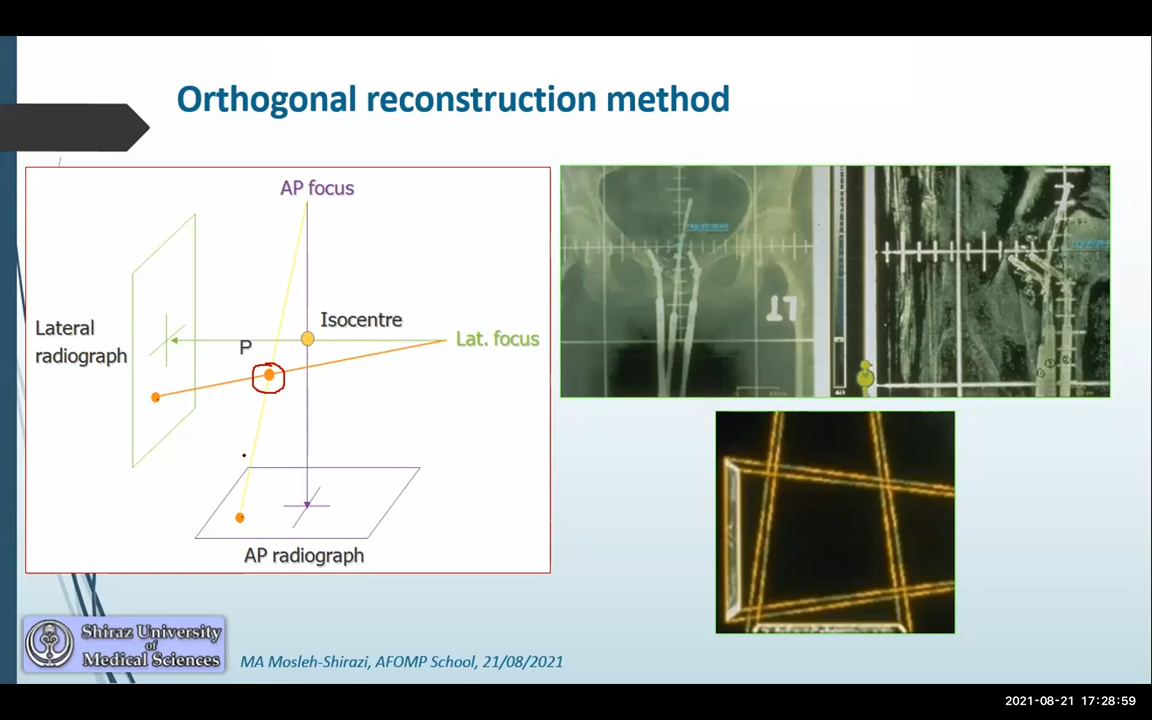 Orthogonal reconstruction method
AP focus
Lateral
radiograph
P
Isocentre
Lat. focus
AP radiograph
Shiraz University
of
Medical Sciences
MA Mosleh-Shirazi, AFOMP School, 21/08/2021
2021-08-21 17:28:59